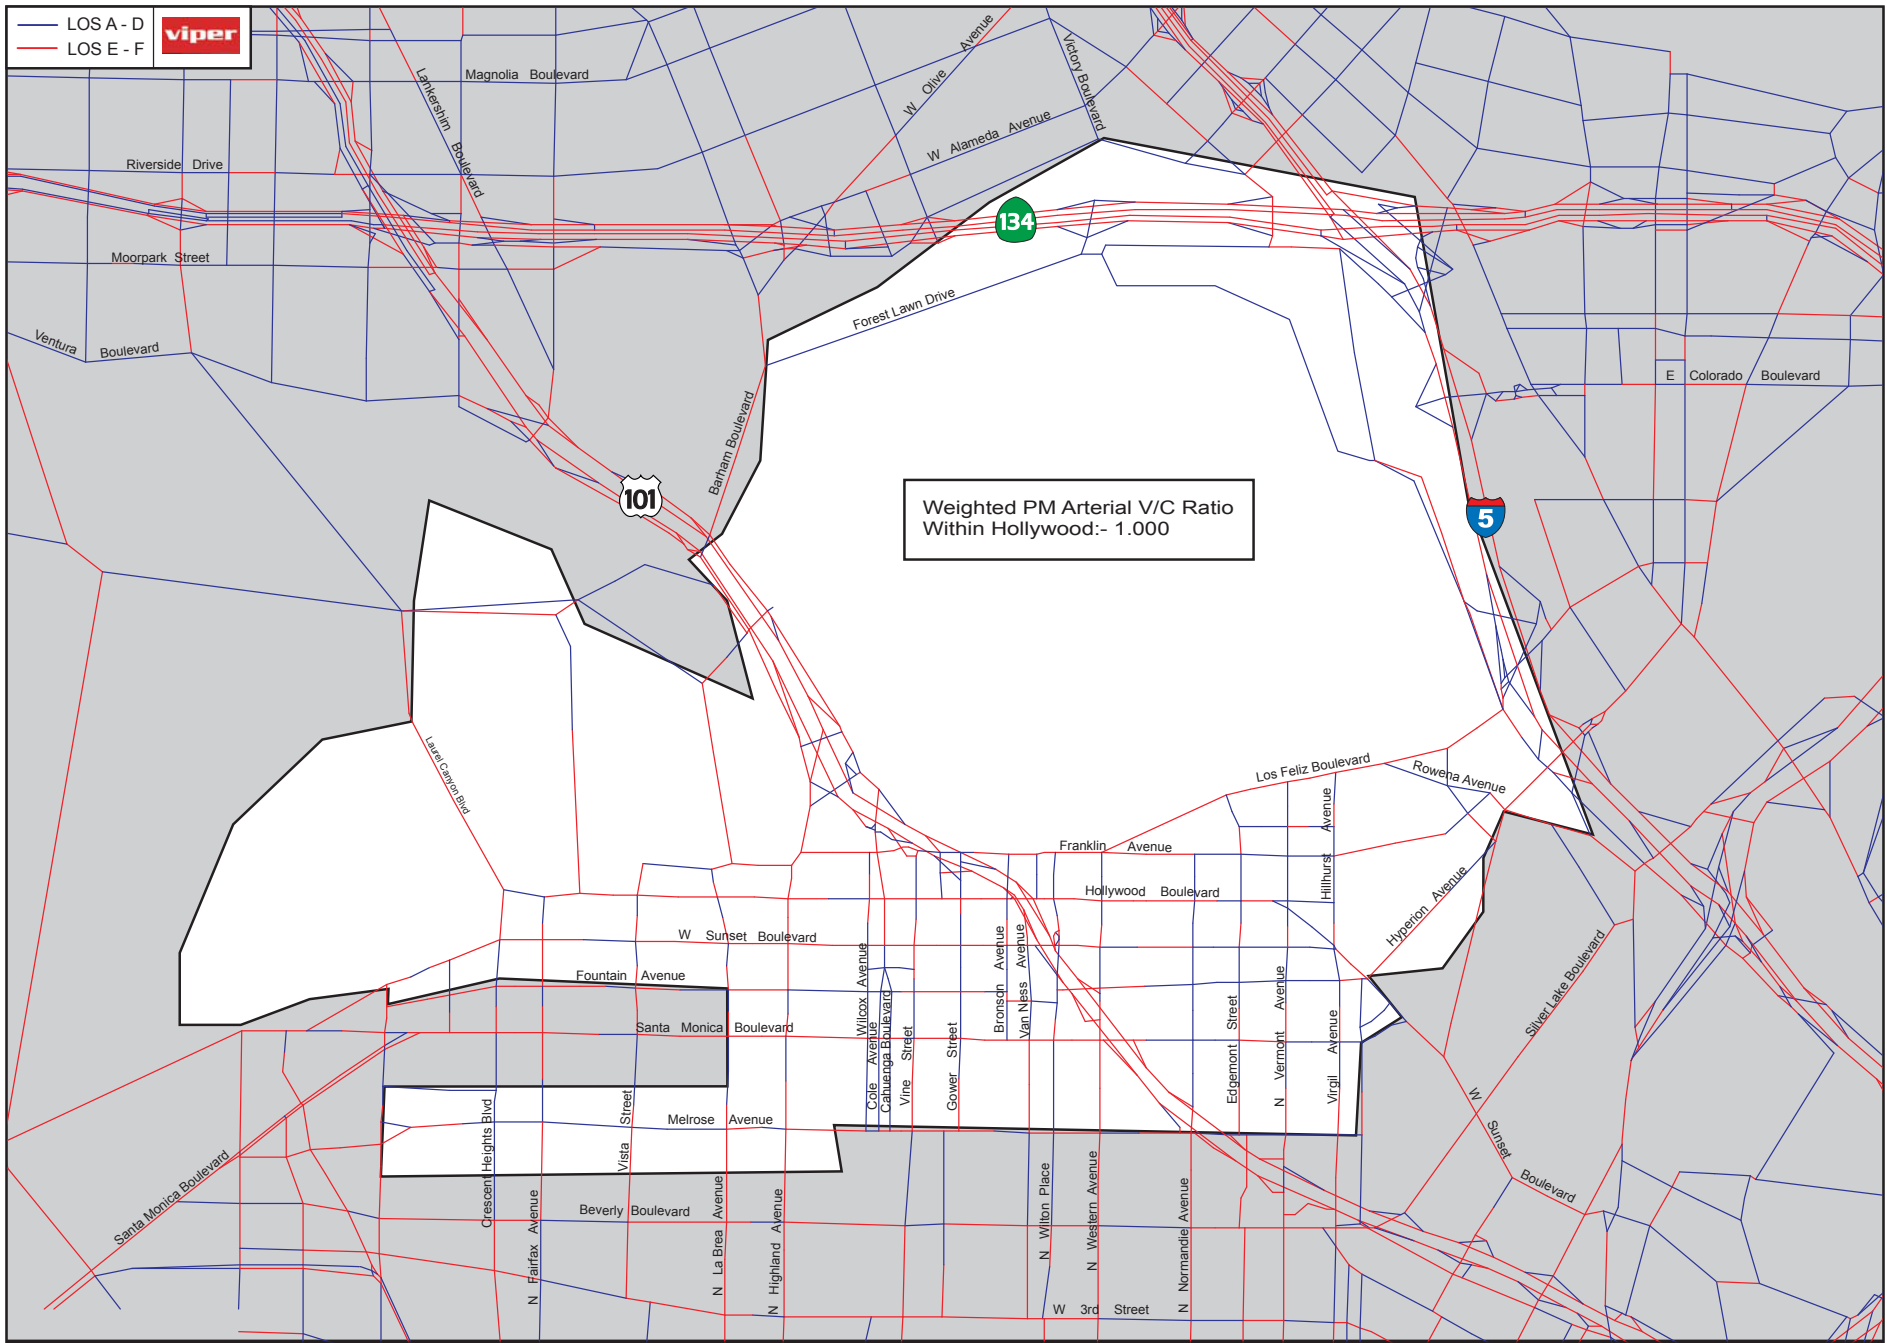 LOS A - D
LOS E - F
viper
Magnolia Boulevard
Lankershim Boulevard
W Olive Avenue
Victory Boulevard
W Alameda Avenue
Riverside Drive
134
Moorpark Street
Forest Lawn Drive
Ventura Boulevard
E Colorado Boulevard
Barham Boulevard
101
Weighted PM Arterial V/C Ratio
Within Hollywood:- 1.000
5
Laurel Canyon Blvd
Los Feliz Boulevard
Rowena Avenue
Hillhurst Avenue
Franklin Avenue
Hollywood Boulevard
Hyperion Avenue
W Sunset Boulevard
Fountain Avenue
Santa Monica Boulevard
Wilcox Avenue
Cole Avenue
Cahuenga Boulevard
Vine Street
Gower Street
Bronson Avenue
Van Ness Avenue
Edgemont Street
N Vermont Avenue
Virgil Avenue
Silver Lake Boulevard
W Sunset Boulevard
Melrose Avenue
Crescent Heights Blvd
Vista Street
Santa Monica Boulevard
Beverly Boulevard
N Fairfax Avenue
N La Brea Avenue
N Highland Avenue
N Wilton Place
N Western Avenue
N Normandie Avenue
W 3rd Street